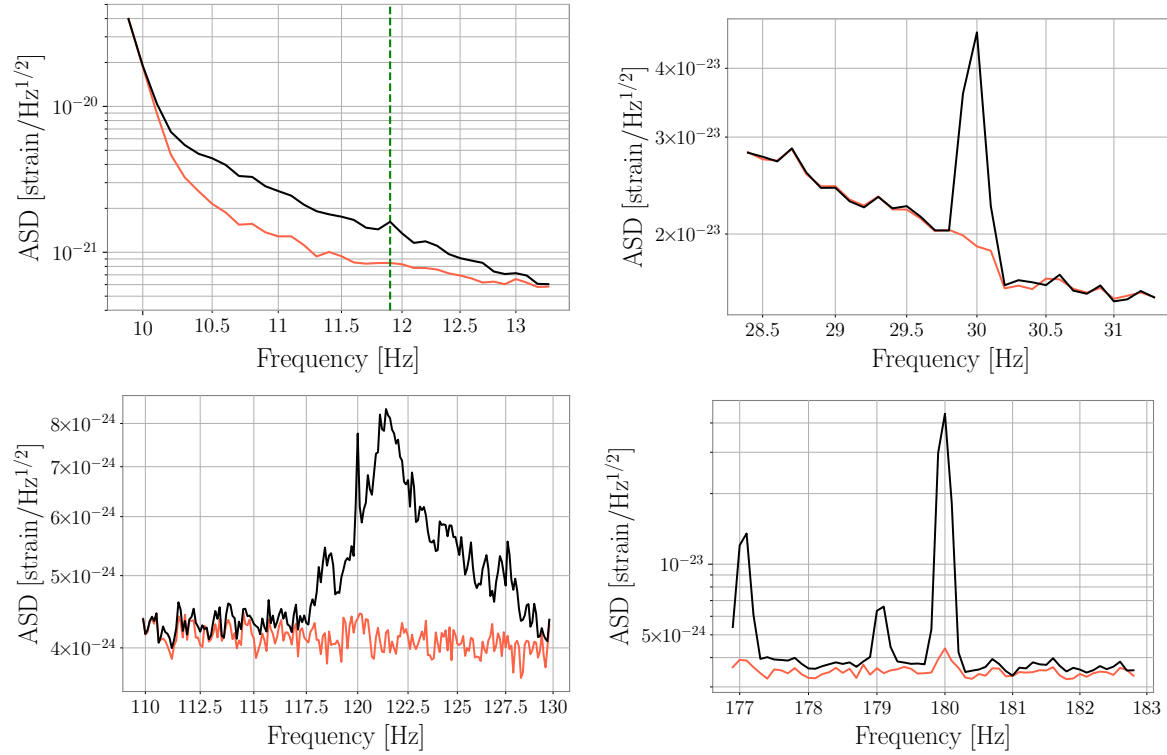 ASD [strain/Hz^{1/2}]
10^{−20}
10^{−21}
10 10.5 11 11.5 12 12.5 13
Frequency [Hz]
ASD [strain/Hz^{1/2}]
4×10^{−23}
3×10^{−23}
2×10^{−23}
28.5 29 29.5 30 30.5 31
Frequency [Hz]
ASD [strain/Hz^{1/2}]
8×10^{−24}
7×10^{−24}
6×10^{−24}
5×10^{−24}
4×10^{−24}
110 112.5 115 117.5 120 122.5 125 127.5 130
Frequency [Hz]
ASD [strain/Hz^{1/2}]
10^{−23}
5×10^{−24}
177 178 179 180 181 182 183
Frequency [Hz]